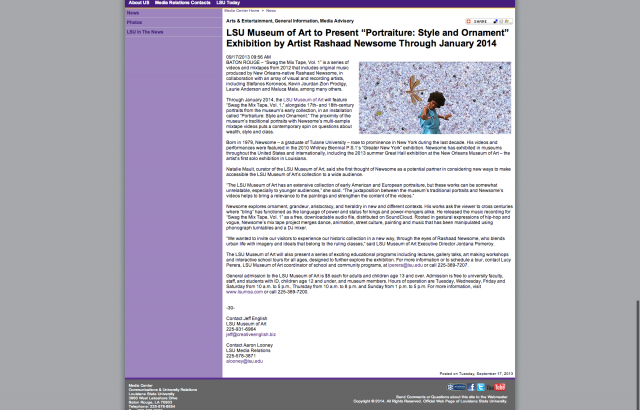 About US Media Relations Contacts LSU Today
News
Photos
LSU In The News
Media Center Home > News
Arts & Entertainment, General Information, Media Advisory
SHARE
LSU Museum of Art to Present “Portraiture: Style and Ornament”
Exhibition by Artist Rashaad Newsome Through January 2014
09/17/2013 09:56 AM
BATON ROUGE – “Swag the Mix Tape, Vol. 1” is a series of
videos and mixtapes from 2012 that includes original music
produced by New Orleans-native Rashaad Newsome, in
collaboration with an array of visual and recording artists,
including Stefanos Koroneos, Kevin Jourdan Zion Prodigy,
Laurie Anderson and Maluca Mala, among many others.
Through January 2014, the LSU Museum of Art will feature
“Swag the Mix Tape, Vol. 1,” alongside 17th- and 18th-century
portraits from the museum's early collection, in an installation
called “Portraiture: Style and Ornament.” The proximity of the
museum's traditional portraits with Newsome's multi-sample
mixtape videos puts a contemporary spin on questions about
wealth, style and class.
Born in 1979, Newsome – a graduate of Tulane University – rose to prominence in New York during the last decade. His videos and
performances were featured in the 2010 Whitney Biennial P.S.1's “Greater New York” exhibition. Newsome has exhibited in museums
throughout the United States and internationally, including the 2013 summer Great Hall exhibition at the New Orleans Museum of Art – the
artist's first solo exhibition in Louisiana.
Natalie Mault, curator of the LSU Museum of Art, said she first thought of Newsome as a potential partner in considering new ways to make
accessible the LSU Museum of Art's collection to a wide audience.
“The LSU Museum of Art has an extensive collection of early American and European portraiture, but these works can be somewhat
unrelatable, especially to younger audiences,” she said. “The juxtaposition between the museum's traditional portraits and Newsome's
videos helps to bring a relevance to the paintings and strengthen the content of the videos.”
Newsome explores ornament, grandeur, aristocracy, and heraldry in new and different contexts. His works ask the viewer to cross centuries
where “bling” has functioned as the language of power and status for kings and power-mongers alike. He released the music recording for
“Swag the Mix Tape, Vol. 1” as a free, downloadable audio file, distributed on SoundCloud. Rooted in gestural expressions of hip-hop and
vogue, Newsome's mix tape project merges dance, animation, street culture, painting and music that has been manipulated using
phonograph turntables and a DJ mixer.
“We wanted to invite our visitors to experience our historic collection in a new way, through the eyes of Rashaad Newsome, who blends
urban life with imagery and ideals that belong to the ruling classes,” said LSU Museum of Art Executive Director Jordana Pomeroy.
The LSU Museum of Art will also present a series of exciting educational programs including lectures, gallery talks, art making workshops
and interactive school tours for all ages, designed to further explore the exhibition. For more information or to schedule a tour, contact Lucy
Perera, LSU Museum of Art coordinator of school and community programs, at lperera@lsu.edu or call 225-389-7207.
General admission to the LSU Museum of Art is $5 each for adults and children age 13 and over. Admission is free to university faculty,
staff, and students with ID, children age 12 and under, and museum members. Hours of operation are Tuesday, Wednesday, Friday and
Saturday from 10 a.m. to 5 p.m., Thursday from 10 a.m. to 8 p.m. and Sunday from 1 p.m. to 5 p.m. For more information, visit
www.lsumoa.com or call 225-389-7200.
-30-
Contact Jeff English
LSU Museum of Art
225-931-6984
jeff@creativeenglish.biz
Contact Aaron Looney
LSU Media Relations
225-578-3871
alooney@lsu.edu
Posted on Tuesday, September 17, 2013
Media Center
Communications & University Relations
Louisiana State University
3960 West Lakeshore Drive
Baton Rouge, LA 70803
Telephone: 225-578-8654
Send Comments or Questions about this site to the Webmaster
Copyright © 2014. All Rights Reserved. Official Web Page of Louisiana State University.